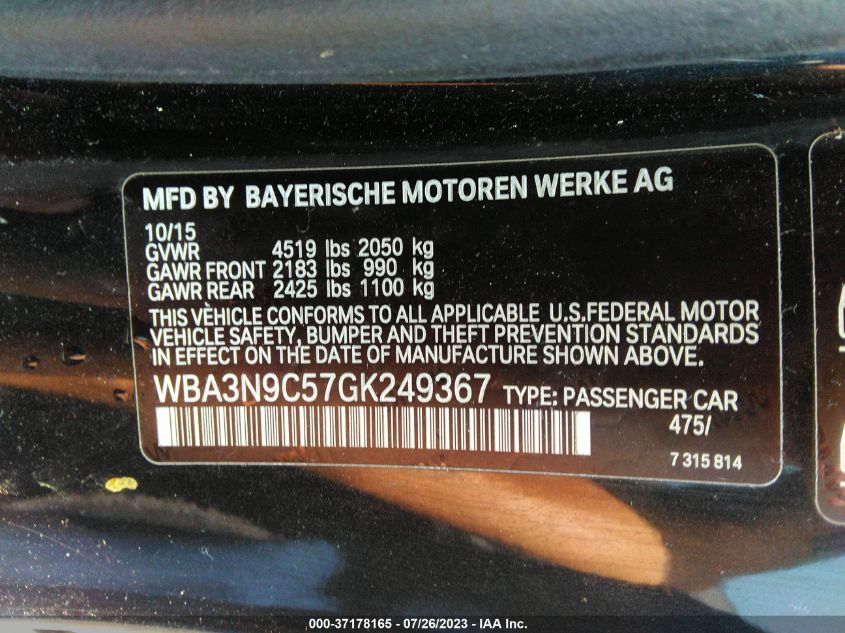 MFD BY BAYERISCHE MOTOREN WERKE AG
10/15
GVWR 4519 lbs 2050 kg
GAWR FRONT 2183 lbs 990 kg
GAWR REAR 2425 lbs 1100 kg
THIS VEHICLE CONFORMS TO ALL APPLICABLE U.S.FEDERAL MOTOR
VEHICLE SAFETY, BUMPER AND THEFT PREVENTION STANDARDS
IN EFFECT ON THE DATE OF MANUFACTURE SHOWN ABOVE.
WBA3N9C57GK249367 TYPE: PASSENGER CAR
475/
7 315 814
000-37178165 - 07/26/2023 - IAA Inc.